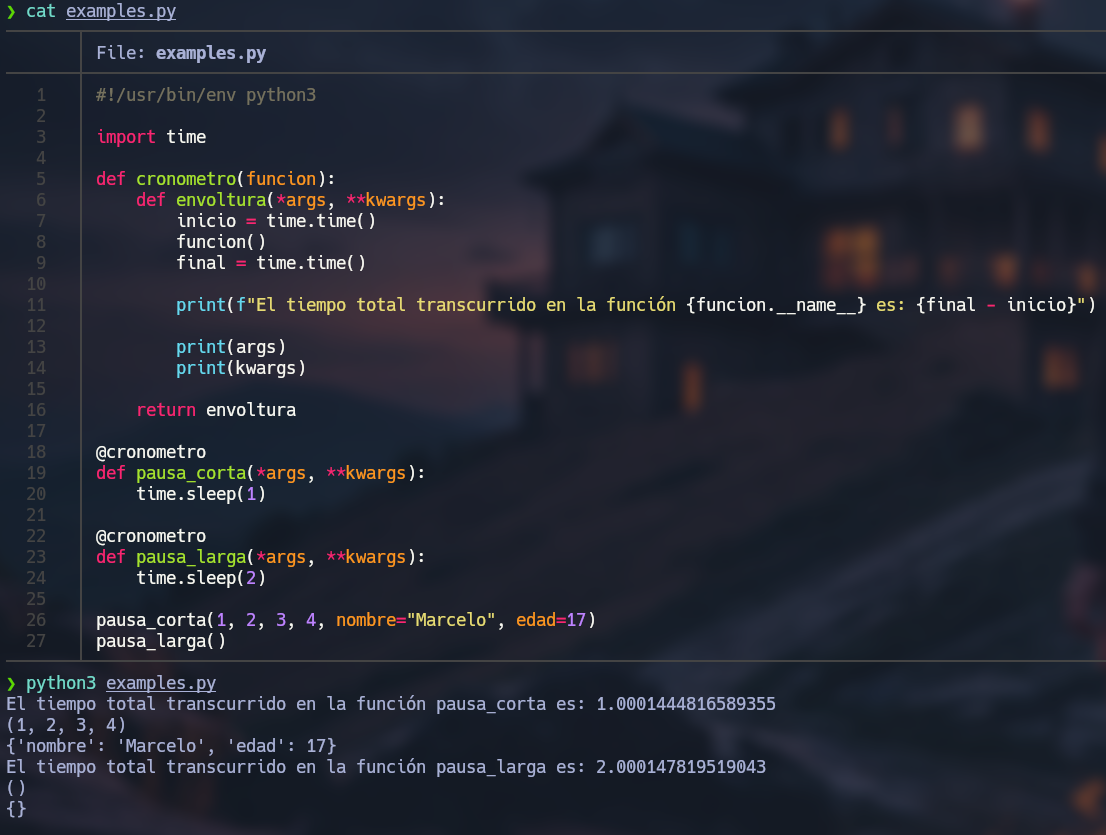 ❯ cat examples.py
File: examples.py
1 #!/usr/bin/env python3
2
3 import time
4
5 def cronometro(funcion):
6     def envoltura(*args, **kwargs):
7         inicio = time.time()
8         funcion()
9         final = time.time()
10
11         print(f"El tiempo total transcurrido en la función {funcion.__name__} es: {final - inicio}")
12
13         print(args)
14         print(kwargs)
15
16     return envoltura
17
18 @cronometro
19 def pausa_corta(*args, **kwargs):
20     time.sleep(1)
21
22 @cronometro
23 def pausa_larga(*args, **kwargs):
24     time.sleep(2)
25
26 pausa_corta(1, 2, 3, 4, nombre="Marcelo", edad=17)
27 pausa_larga()
❯ python3 examples.py
El tiempo total transcurrido en la función pausa_corta es: 1.0001444816589355
(1, 2, 3, 4)
{'nombre': 'Marcelo', 'edad': 17}
El tiempo total transcurrido en la función pausa_larga es: 2.000147819519043
()
{}